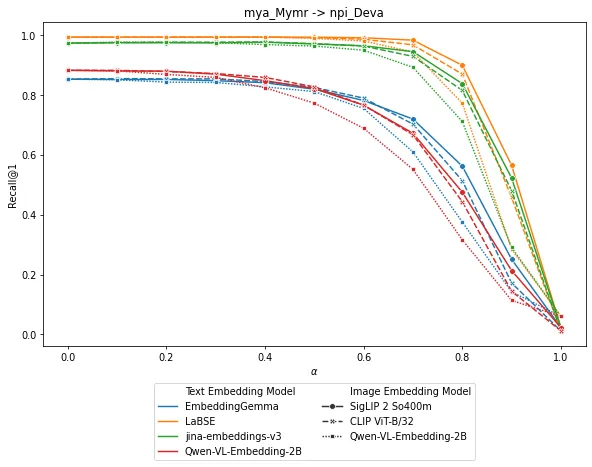 mya_Mymr -> npi_Deva
1.0
0.8
0.6
0.4
0.2
0.0
Recall@1
0.0 0.2 0.4 0.6 0.8 1.0
α
Text Embedding Model
EmbeddingGemma
LaBSE
jina-embeddings-v3
Qwen-VL-Embedding-2B
Image Embedding Model
SigLIP 2 So400m
CLIP ViT-B/32
Qwen-VL-Embedding-2B